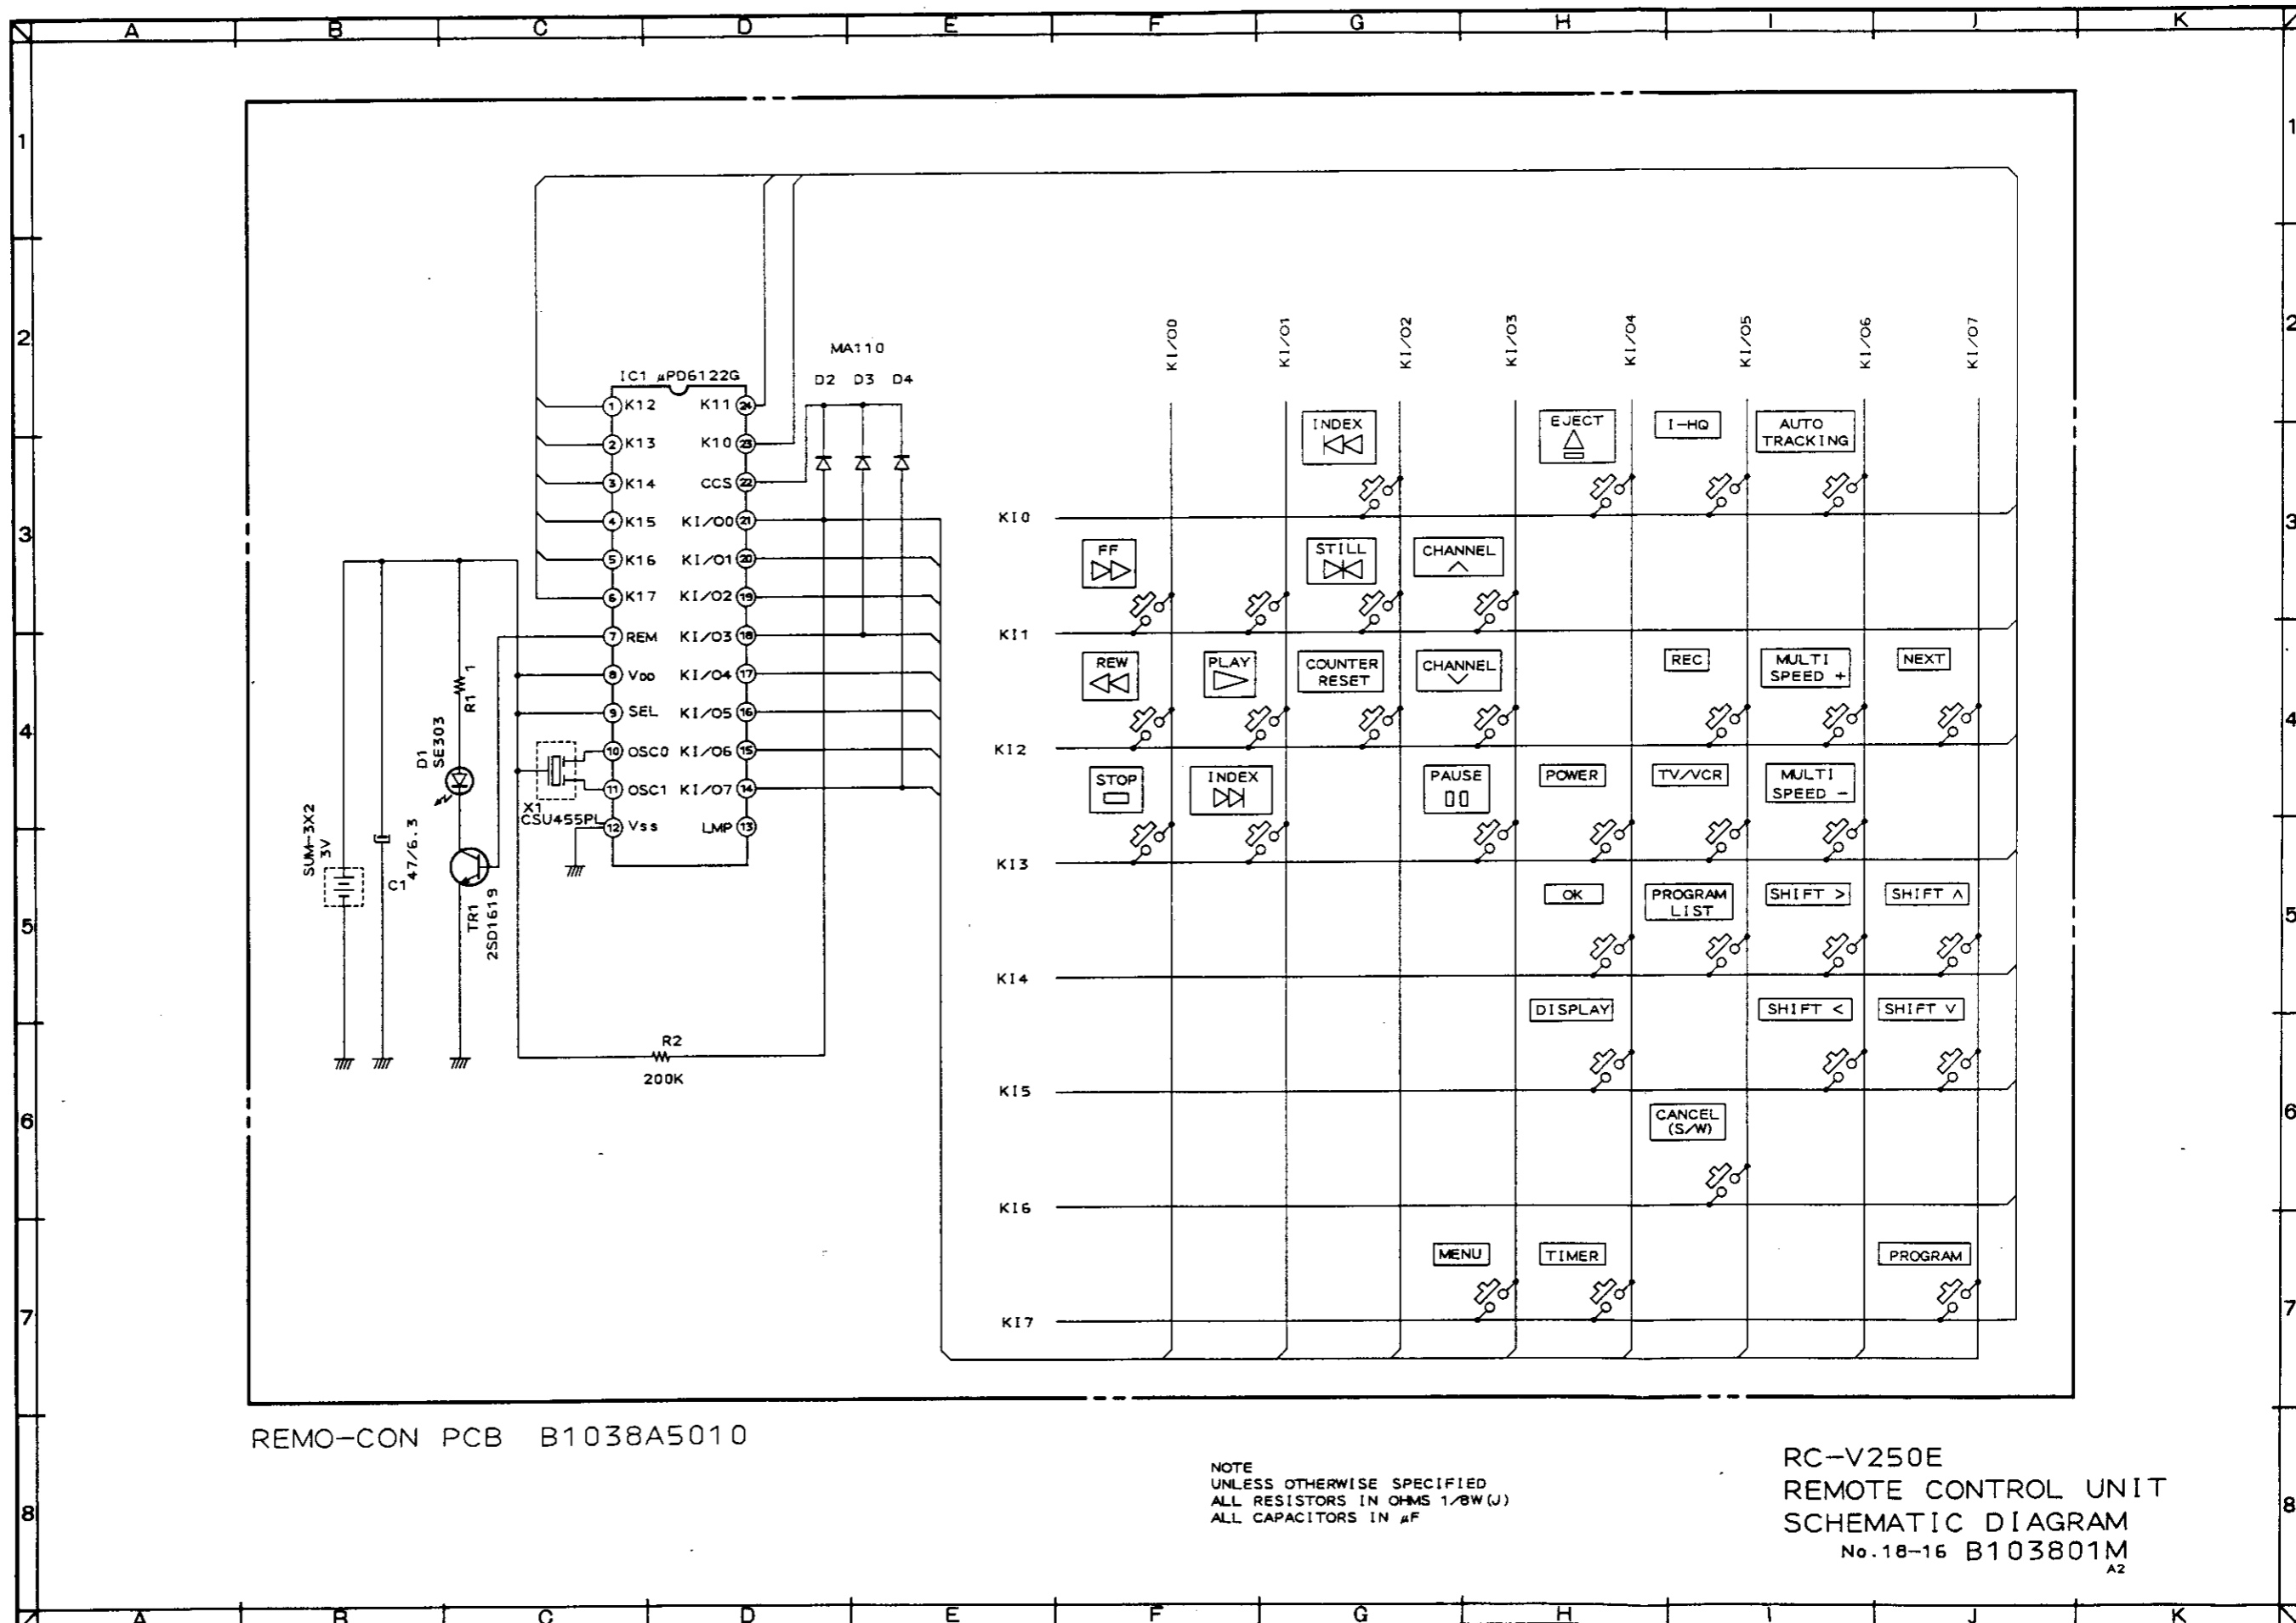 A B C D E F G H I J K
1 1
2 2
3 3
4 4
5 5
6 6
7 7
8 8
IC1 µPD6122G
MA110
D2 D3 D4
1 K12 K11 24
2 K13 K10 23
3 K14 CCS 22
4 K15 KI/O0 21
5 K16 KI/O1 20
6 K17 KI/O2 19
7 REM KI/O3 18
8 VDD KI/O4 17
9 SEL KI/O5 16
10 OSC0 KI/O6 15
11 OSC1 KI/O7 14
12 Vss LMP 13
R1 1
D1
SE303
X1
CSU455PL
SUM-3X2
3V
C1
47/6.3
TR1
2SD1619
R2
200K
KI/O0 KI/O1 KI/O2 KI/O3 KI/O4 KI/O5 KI/O6 KI/O7
INDEX
EJECT
I-HQ
AUTO
TRACKING
KI0
FF
STILL
CHANNEL
KI1
REW
PLAY
COUNTER
RESET
CHANNEL
REC
MULTI
SPEED +
NEXT
KI2
STOP
INDEX
PAUSE
POWER
TV/VCR
MULTI
SPEED -
KI3
OK
PROGRAM
LIST
SHIFT >
SHIFT ∧
KI4
DISPLAY
SHIFT <
SHIFT ∨
KI5
CANCEL
(S/W)
KI6
MENU
TIMER
PROGRAM
KI7
REMO-CON PCB B1038A5010
NOTE
UNLESS OTHERWISE SPECIFIED
ALL RESISTORS IN OHMS 1/8W(J)
ALL CAPACITORS IN µF
RC-V250E
REMOTE CONTROL UNIT
SCHEMATIC DIAGRAM
No.18-16 B103801M
A2
A B C D E F G H I J K